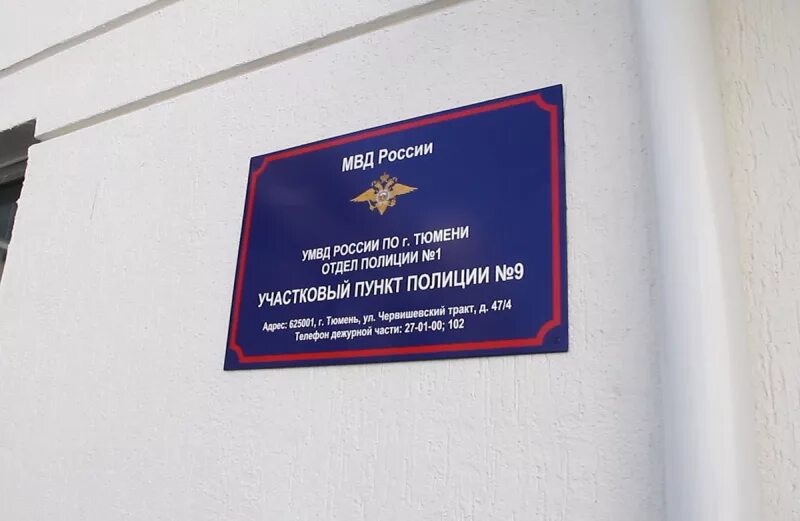 МВД России
УМВД РОССИИ ПО г. ТЮМЕНИ
ОТДЕЛ ПОЛИЦИИ №1
УЧАСТКОВЫЙ ПУНКТ ПОЛИЦИИ №9
Адрес: 625001, г. Тюмень, ул. Червишевский тракт, д. 47/4
Телефон дежурной части: 27-01-00; 102